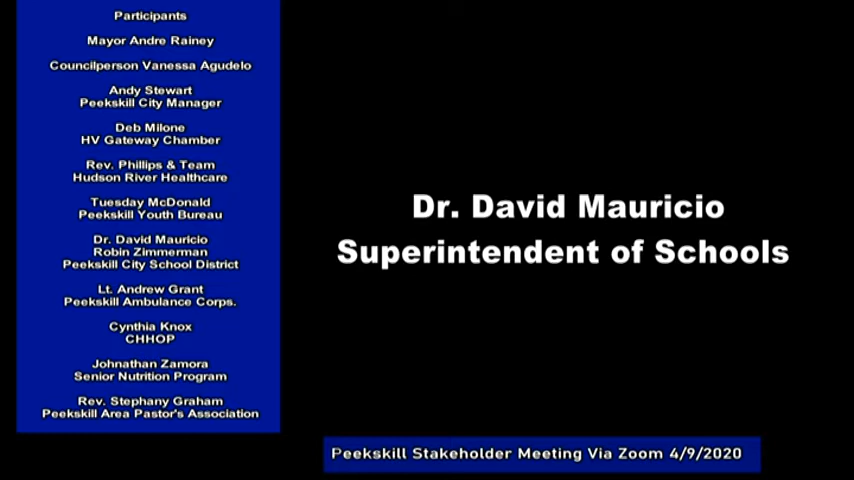 Participants
Mayor Andre Rainey
Councilperson Vanessa Agudelo
Andy Stewart
Peekskill City Manager
Deb Milone
HV Gateway Chamber
Rev. Phillips & Team
Hudson River Healthcare
Tuesday McDonald
Peekskill Youth Bureau
Dr. David Mauricio
Robin Zimmerman
Peekskill City School District
Lt. Andrew Grant
Peekskill Ambulance Corps.
Cynthia Knox
CHHOP
Johnathan Zamora
Senior Nutrition Program
Rev. Stephany Graham
Peekskill Area Pastor's Association
Dr. David Mauricio
Superintendent of Schools
Peekskill Stakeholder Meeting Via Zoom 4/9/2020